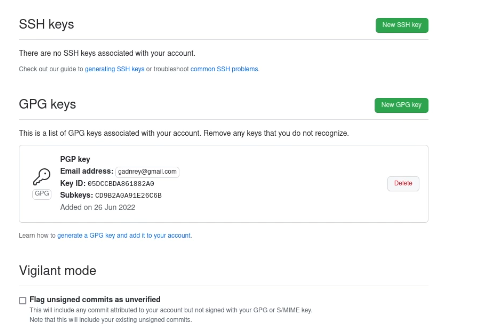 SSH keys
New SSH key
There are no SSH keys associated with your account.
Check out our guide to generating SSH keys or troubleshoot common SSH problems.
GPG keys
New GPG key
This is a list of GPG keys associated with your account. Remove any keys that you do not recognize.
PGP key
Email address: gadnrey@gmail.com
Key ID: 05DCCBDA861882A0
Subkeys: CD9B2A0A91E26C6B
Added on 26 Jun 2022
GPG
Delete
Learn how to generate a GPG key and add it to your account.
Vigilant mode
Flag unsigned commits as unverified
This will include any commit attributed to your account but not signed with your GPG or S/MIME key.
Note that this will include your existing unsigned commits.